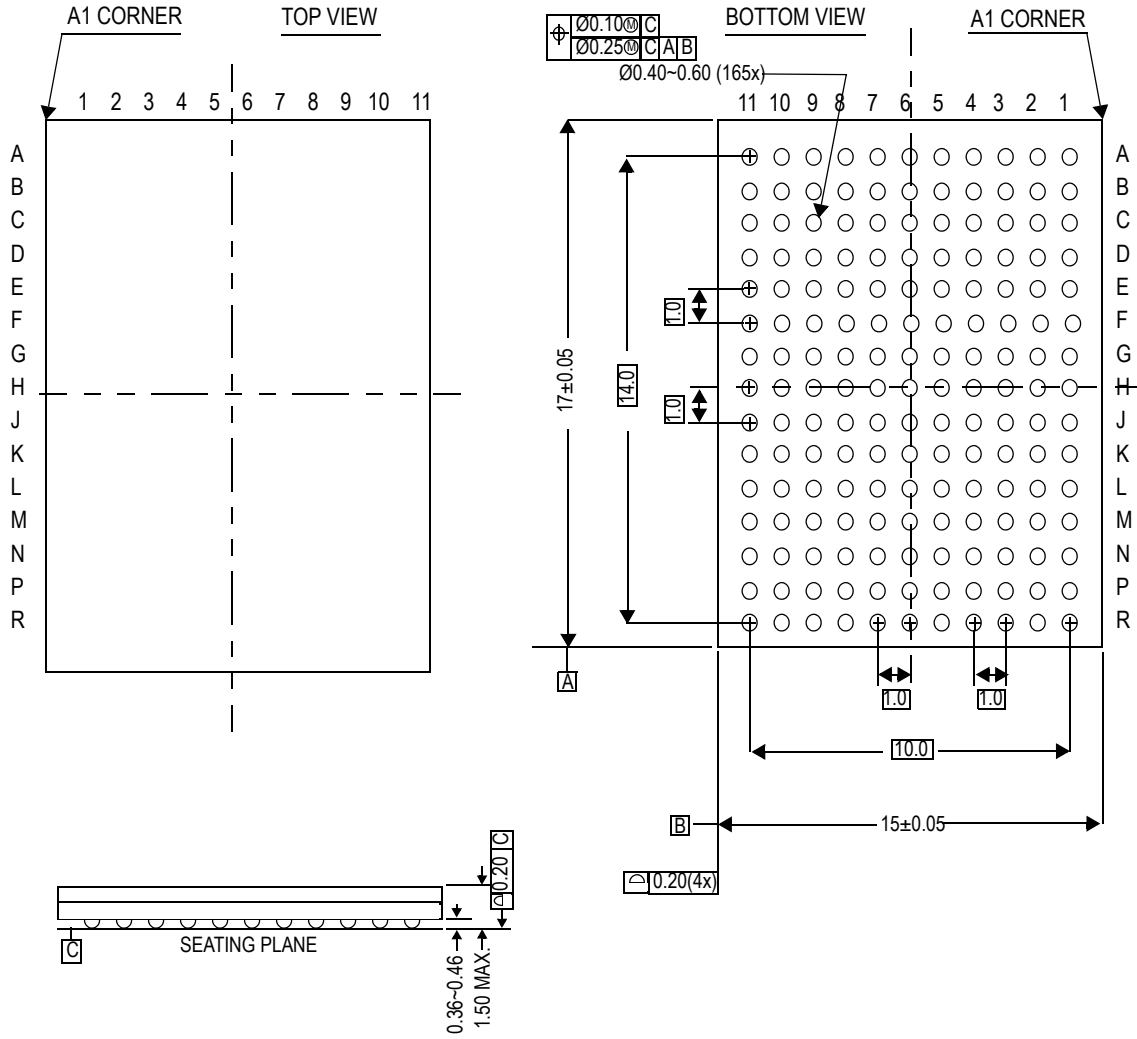 A1 CORNER
TOP VIEW
1 2 3 4 5 6 7 8 9 10 11
A
B
C
D
E
F
G
H
J
K
L
M
N
P
R
Ø0.10Ⓜ C
Ø0.25Ⓜ C A B
Ø0.40~0.60 (165x)
BOTTOM VIEW
A1 CORNER
11 10 9 8 7 6 5 4 3 2 1
A
B
C
D
E
F
G
H
J
K
L
M
N
P
R
1.0
1.0
14.0
17±0.05
A
1.0
1.0
10.0
B
15±0.05
0.20(4x)
0.20 C
C
SEATING PLANE
0.36~0.46
1.50 MAX.